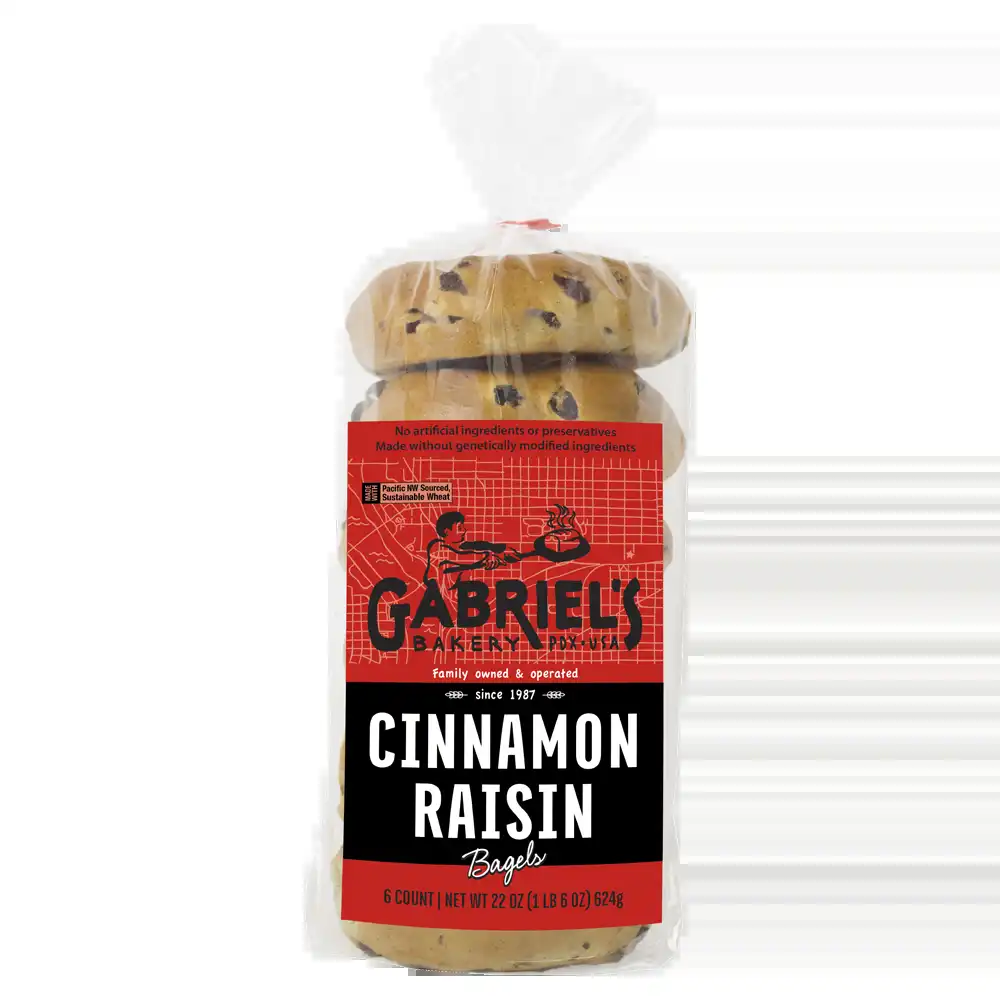 No artificial ingredients or preservatives
Made without genetically modified ingredients
MADE WITH
Pacific NW Sourced,
Sustainable Wheat
GABRIEL'S
BAKERY PDX•USA
Family owned & operated
since 1987
CINNAMON
RAISIN
Bagels
6 COUNT | NET WT 22 OZ (1 LB 6 OZ) 624g